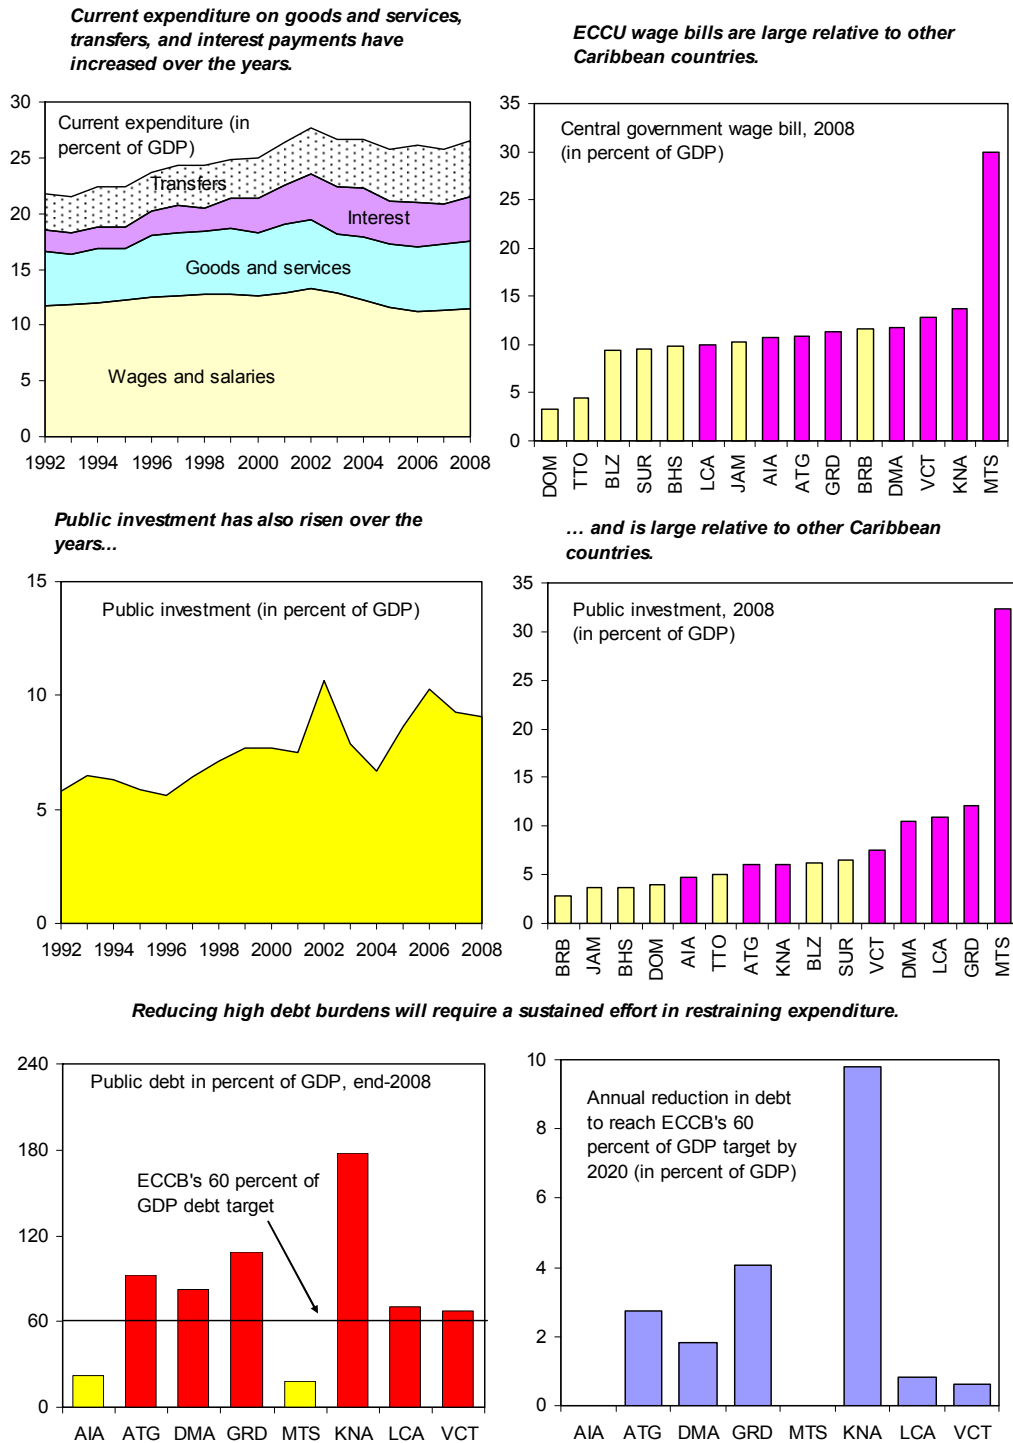 Current expenditure on goods and services,
transfers, and interest payments have
increased over the years.
30
25
20
15
10
5
0
Current expenditure (in
percent of GDP)
Transfers
Interest
Goods and services
Wages and salaries
1992 1994 1996 1998 2000 2002 2004 2006 2008
ECCU wage bills are large relative to other
Caribbean countries.
35
30
25
20
15
10
5
0
Central government wage bill, 2008
(in percent of GDP)
DOM TTO BLZ SUR BHS LCA JAM AIA ATG GRD BRB DMA VCT KNA MTS
Public investment has also risen over the
years...
15
10
5
0
Public investment (in percent of GDP)
1992 1994 1996 1998 2000 2002 2004 2006 2008
... and is large relative to other Caribbean
countries.
35
30
25
20
15
10
5
0
Public investment, 2008
(in percent of GDP)
BRB JAM BHS DOM AIA TTO ATG KNA BLZ SUR VCT DMA LCA GRD MTS
Reducing high debt burdens will require a sustained effort in restraining expenditure.
240
180
120
60
0
Public debt in percent of GDP, end-2008
ECCB's 60 percent of
GDP debt target
AIA ATG DMA GRD MTS KNA LCA VCT
10
8
6
4
2
0
Annual reduction in debt
to reach ECCB's 60
percent of GDP target by
2020 (in percent of GDP)
AIA ATG DMA GRD MTS KNA LCA VCT